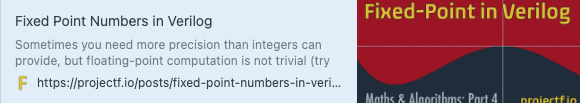 Fixed Point Numbers in Verilog
Sometimes you need more precision than integers can
provide, but floating-point computation is not trivial (try
F https://projectf.io/posts/fixed-point-numbers-in-veri...
Fixed-Point in Verilog
Maths & Algorithms: Part 4
projectf.io